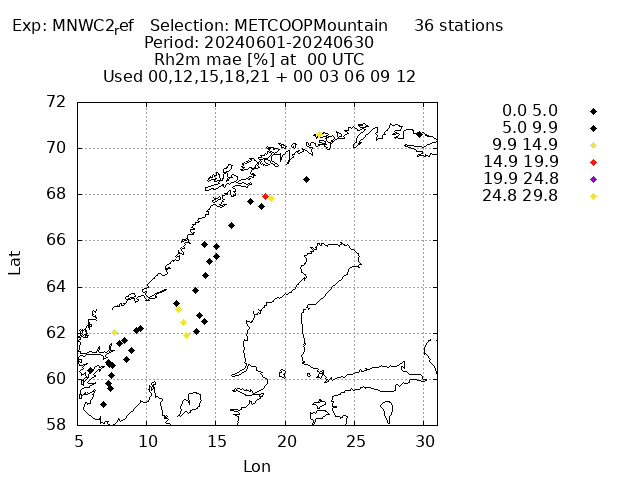 Exp: MNWC2ref   Selection: METCOOPMountain   36 stations
Period: 20240601-20240630
Rh2m mae [%] at  00 UTC
Used 00,12,15,18,21 + 00 03 06 09 12
72
70
68
66
64
62
60
58
5 10 15 20 25 30
Lat
Lon
0.0 5.0
5.0 9.9
9.9 14.9
14.9 19.9
19.9 24.8
24.8 29.8